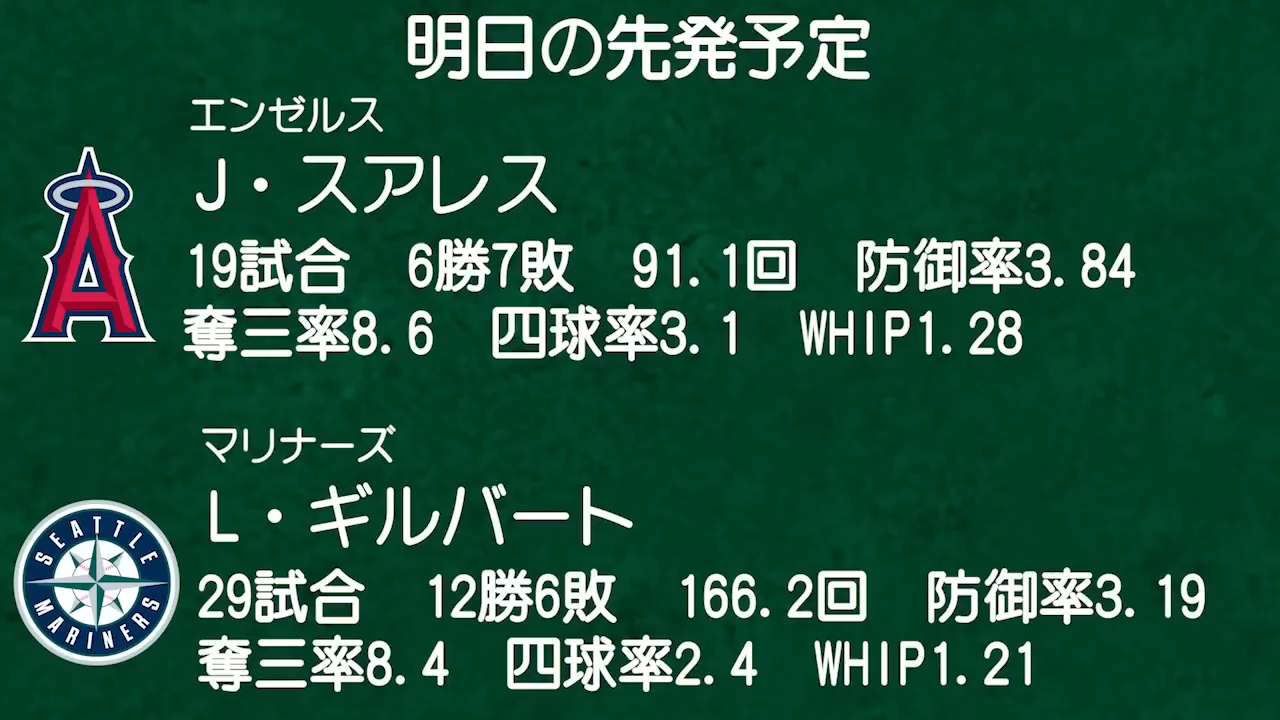 明日の先発予定
エンゼルス
J・スアレス
19試合　6勝7敗　91.1回　防御率3.84
奪三率8.6　四球率3.1　WHIP1.28
マリナーズ
L・ギルバート
29試合　12勝6敗　166.2回　防御率3.19
奪三率8.4　四球率2.4　WHIP1.21
A
SEATTLE
MARINERS